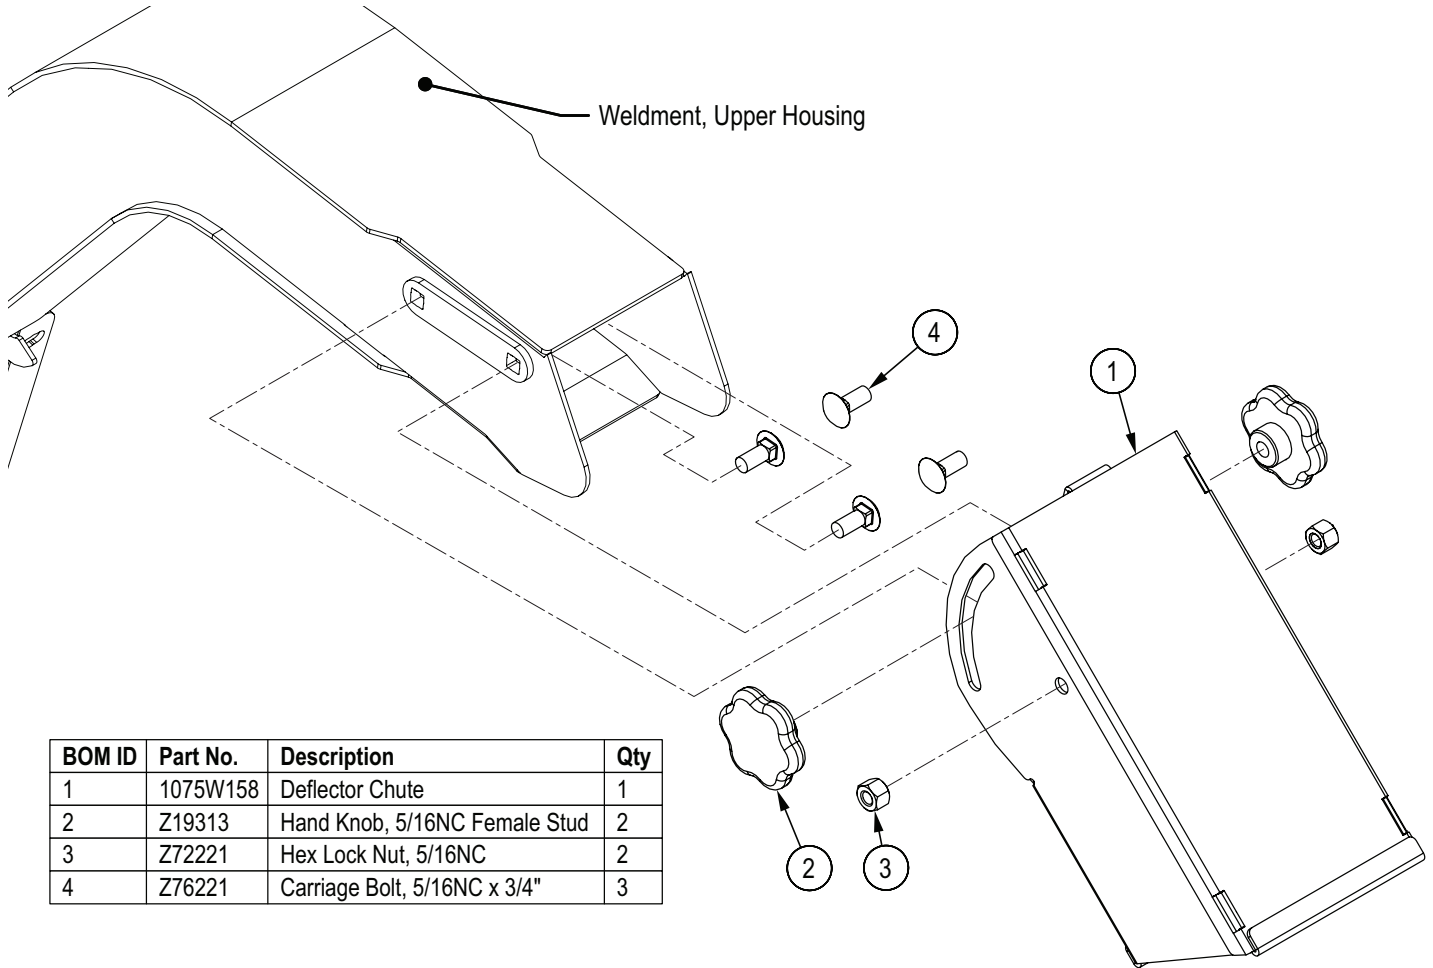 Weldment, Upper Housing
4
1
BOM ID Part No. Description Qty
1 1075W158 Deflector Chute 1
2 Z19313 Hand Knob, 5/16NC Female Stud 2
3 Z72221 Hex Lock Nut, 5/16NC 2
4 Z76221 Carriage Bolt, 5/16NC x 3/4" 3
2
3